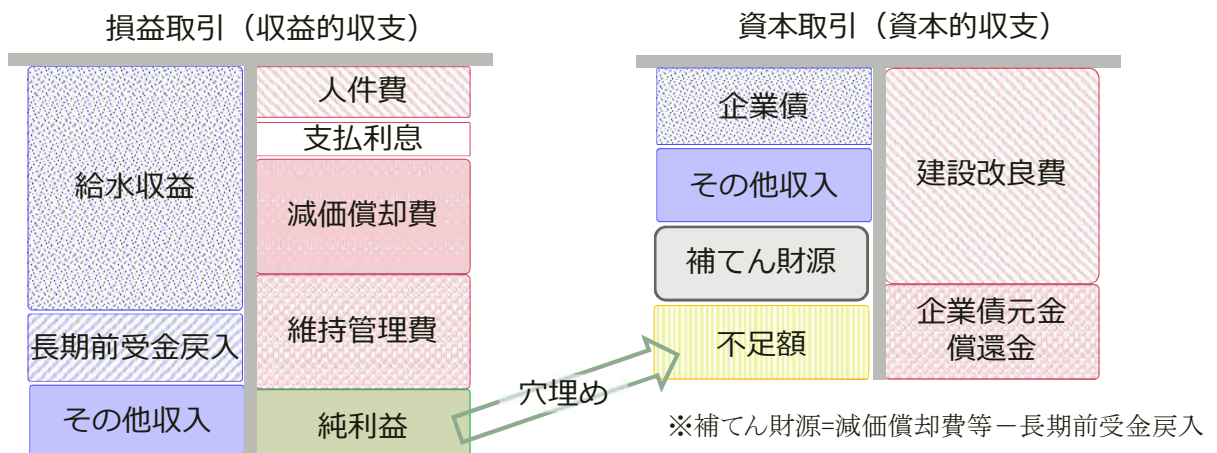 損益取引（収益的収支）
給水収益
長期前受金戻入
その他収入
人件費
支払利息
減価償却費
維持管理費
純利益
穴埋め
資本取引（資本的収支）
企業債
その他収入
補てん財源
不足額
建設改良費
企業債元金
償還金
※補てん財源=減価償却費等－長期前受金戻入